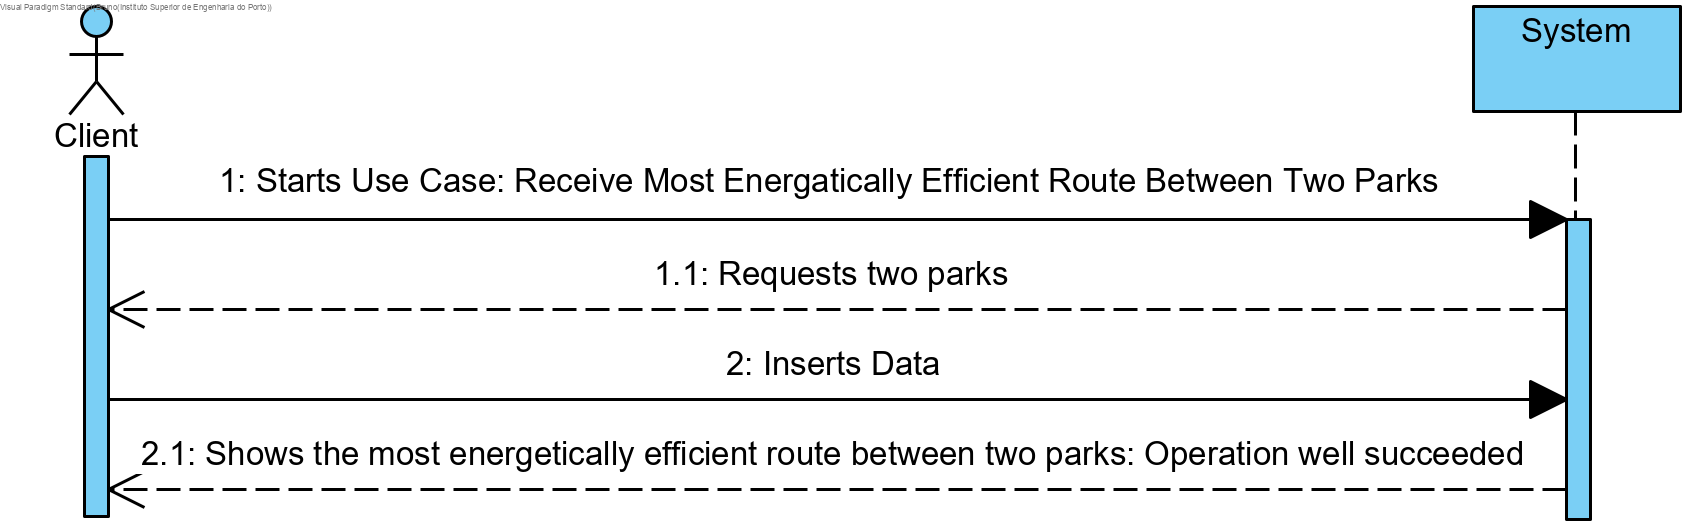 Visual Paradigm Standard(Bruno(Instituto Superior de Engenharia do Porto))
System
Client
1: Starts Use Case: Receive Most Energatically Efficient Route Between Two Parks
1.1: Requests two parks
2: Inserts Data
2.1: Shows the most energetically efficient route between two parks: Operation well succeeded